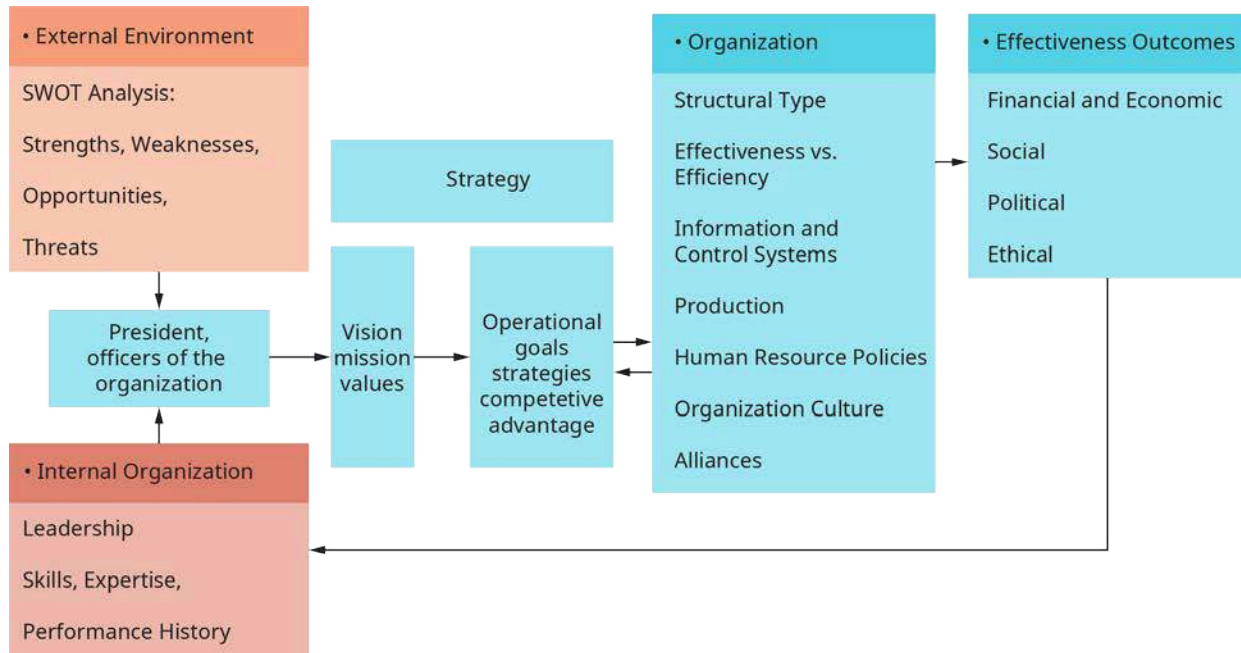 • External Environment
SWOT Analysis:
Strengths, Weaknesses,
Opportunities,
Threats
President,
officers of the
organization
• Internal Organization
Leadership
Skills, Expertise,
Performance History
Strategy
Vision
mission
values
Operational
goals
strategies
competetive
advantage
• Organization
Structural Type
Effectiveness vs.
Efficiency
Information and
Control Systems
Production
Human Resource Policies
Organization Culture
Alliances
• Effectiveness Outcomes
Financial and Economic
Social
Political
Ethical